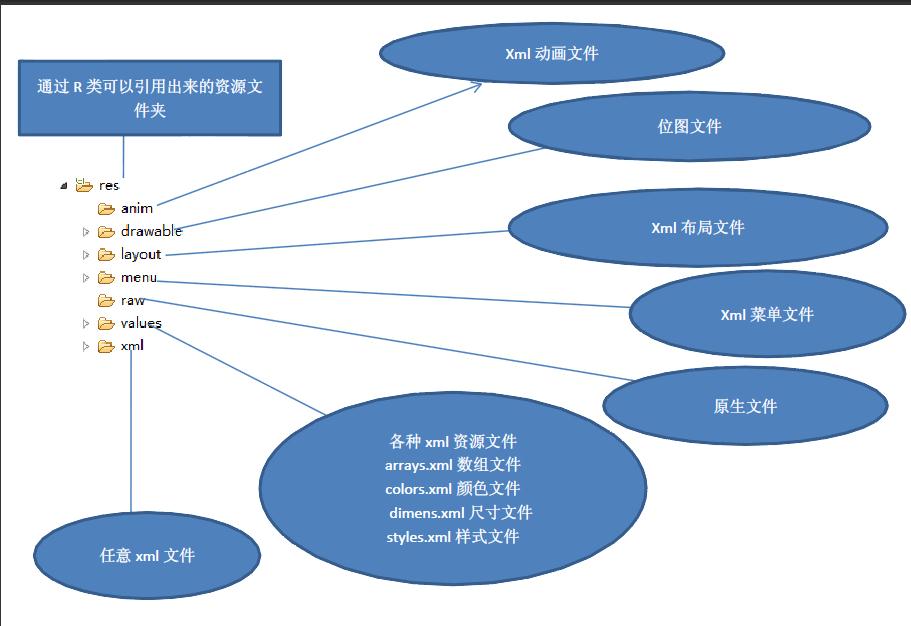 Xml 动画文件
通过 R 类可以引用出来的资源文
件夹
位图文件
res
anim
drawable
layout
menu
raw
values
xml
Xml 布局文件
Xml 菜单文件
原生文件
各种 xml 资源文件
arrays.xml 数组文件
colors.xml 颜色文件
dimens.xml 尺寸文件
styles.xml 样式文件
任意 xml 文件